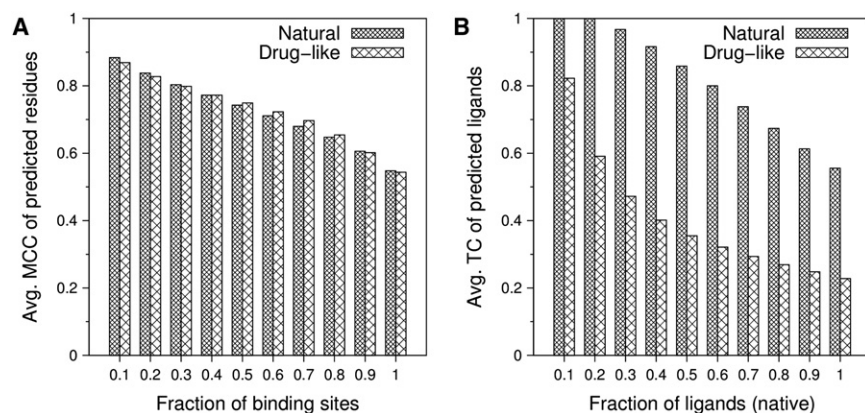 A
Natural
Drug-like
Avg. MCC of predicted residues
1
0.8
0.6
0.4
0.2
0
0.1 0.2 0.3 0.4 0.5 0.6 0.7 0.8 0.9 1
Fraction of binding sites
B
Natural
Drug-like
Avg. TC of predicted ligands
1
0.8
0.6
0.4
0.2
0
0.1 0.2 0.3 0.4 0.5 0.6 0.7 0.8 0.9 1
Fraction of ligands (native)